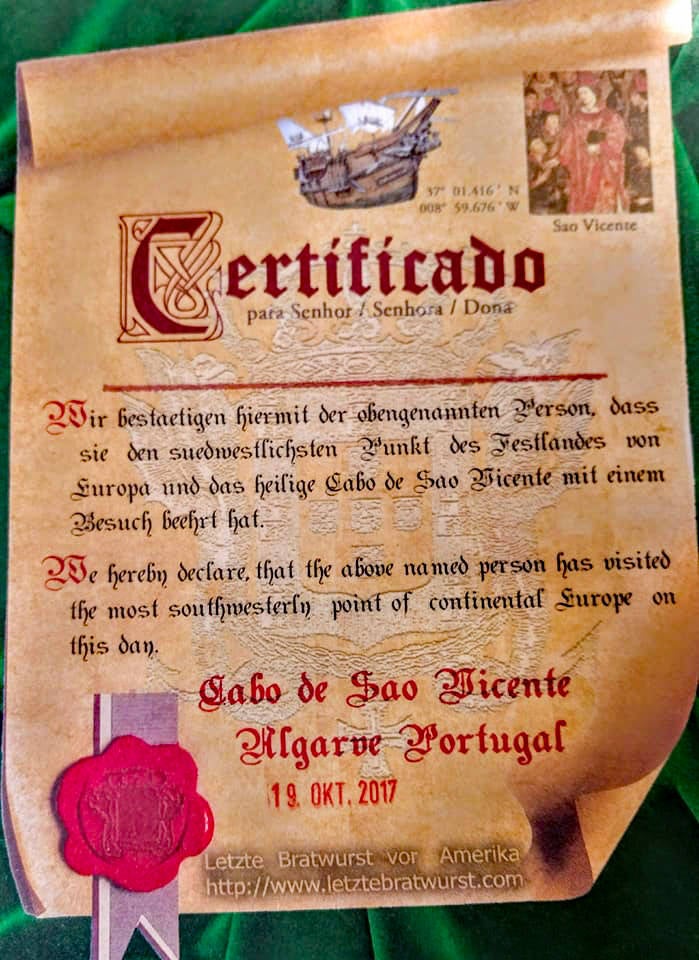 37° 01.416' N
008° 59.676' W
Sao Vicente
Certificado
para Senhor / Senhora / Dona
Wir bestaetigen hiermit der obengenannten Person, dass
sie den suedwestlichsten Punkt des Festlandes von
Europa und das heilige Cabo de Sao Vicente mit einem
Besuch beehrt hat.
We hereby declare, that the above named person has visited
the most southwesterly point of continental Europe on
this day.
Cabo de Sao Vicente
Algarve Portugal
19. OKT. 2017
Letzte Bratwurst vor Amerika
http://www.letztebratwurst.com